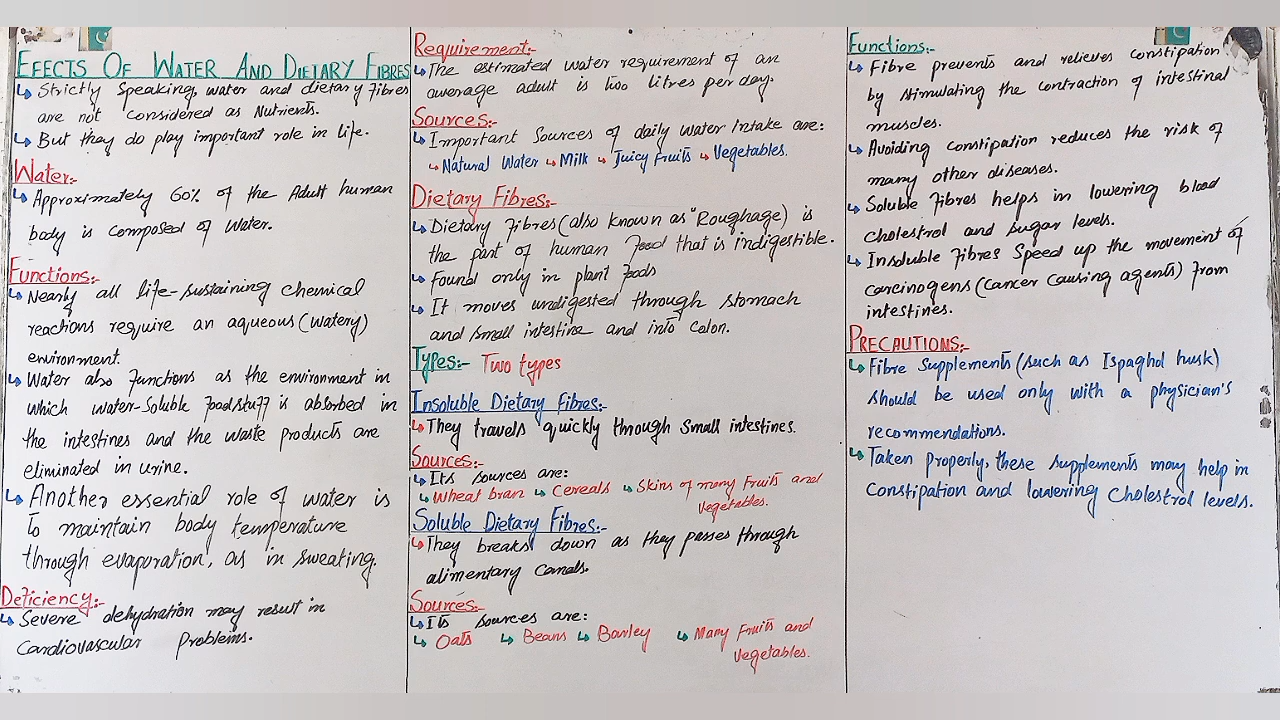 EFECTS OF WATER AND DIETARY FIBRES
↳ Strictly Speaking, water and dietary fibres
are not considered as Nutrients.
↳ But they do play important role in life.
Water:-
↳ Approximately 60% of the Adult human
body is composed of Water.
Functions:-
↳ Nearly all life-sustaining chemical
reactions require an aqueous (watery)
environment.
↳ Water also functions as the environment in
which water-Soluble foodstuff is absorbed in
the intestines and the waste products are
eliminated in urine.
↳ Another essential role of water is
to maintain body temperature
through evaporation, as in sweating.
Deficiency:-
↳ Severe dehydration may result in
Cardiovascular Problems.
Requirement:-
↳ The estimated water requirement of an
average adult is two litres per day.
Sources:-
↳ Important Sources of daily water Intake are:
↳ Natural Water ↳ Milk ↳ Juicy fruits ↳ Vegetables.
Dietary Fibres:-
↳ Dietary Fibres (also known as "Roughage) is
the part of human food that is indigestible.
↳ Found only in plant foods
↳ It moves undigested through stomach
and small intestine and into colon.
Types:- Two types
Insoluble Dietary Fibres:-
↳ They travels quickly through Small intestines.
Sources:-
↳ Its sources are:
↳ Wheat bran ↳ Cereals ↳ Skins of many Fruits and
vegetables.
Soluble Dietary Fibres:-
↳ They breaks down as they passes through
alimentary Canals.
Sources:-
↳ Its sources are:
↳ Oats ↳ Beans ↳ Barley ↳ Many Fruits and
Vegetables.
Functions:-
↳ Fibre prevents and relieves constipation
by stimulating the contraction of intestinal
muscles.
↳ Avoiding constipation reduces the risk of
many other diseases.
↳ Soluble Fibres helps in lowering blood
cholestrol and sugar levels.
↳ Insoluble Fibres Speed up the movement of
carcinogens (cancer causing agents) from
intestines.
PRECAUTIONS:-
↳ Fibre Supplements (such as Ispaghol husk)
should be used only with a physician's
recommendations.
↳ Taken properly, these supplements may help in
Constipation and lowering Cholestrol levels.